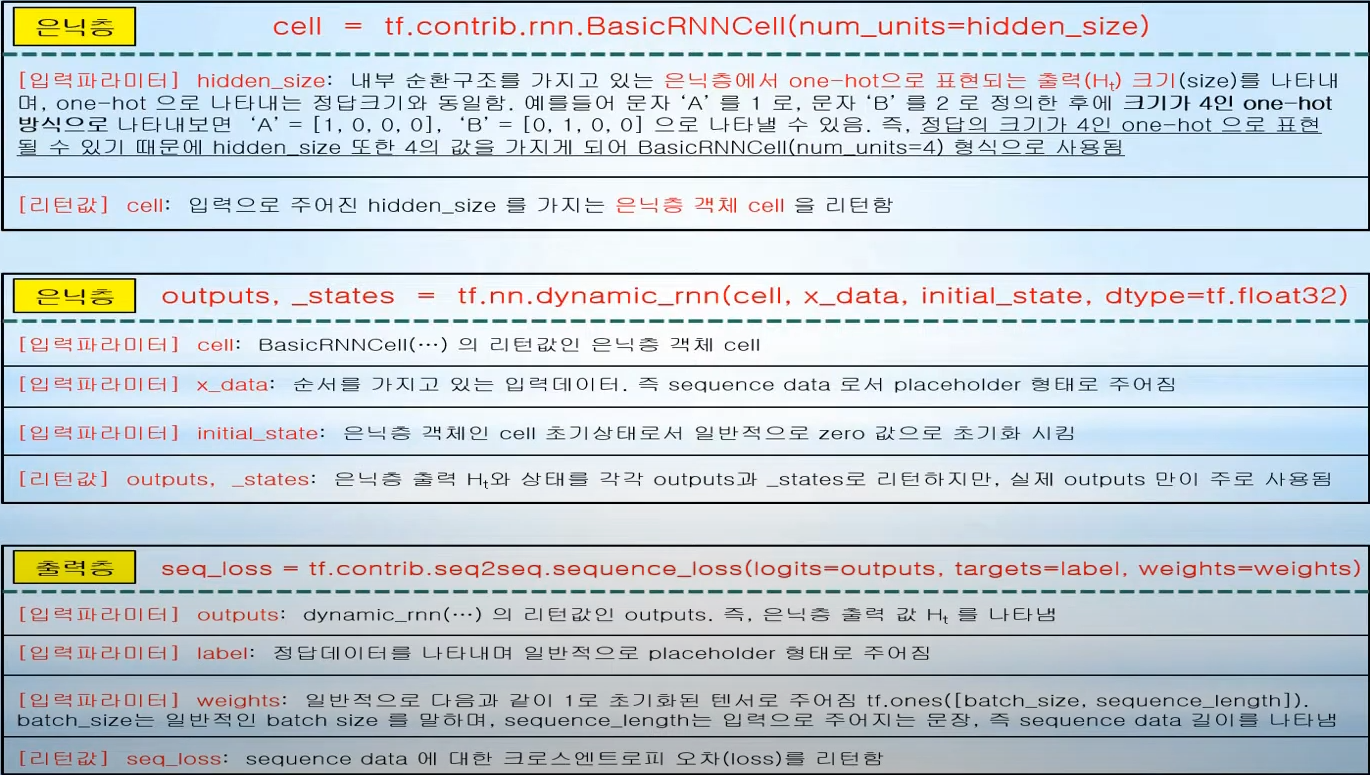 은닉층 cell = tf.contrib.rnn.BasicRNNCell(num_units=hidden_size)
[입력파라미터] hidden_size: 내부 순환구조를 가지고 있는 은닉층에서 one-hot으로 표현되는 출력(Ht) 크기(size)를 나타내
며, one-hot 으로 나타내는 정답크기와 동일함. 예를들어 문자 ‘A’ 를 1 로, 문자 ‘B’ 를 2 로 정의한 후에 크기가 4인 one-hot
방식으로 나타내보면 ‘A’ = [1, 0, 0, 0], ‘B’ = [0, 1, 0, 0] 으로 나타낼 수 있음. 즉, 정답의 크기가 4인 one-hot 으로 표현
될 수 있기 때문에 hidden_size 또한 4의 값을 가지게 되어 BasicRNNCell(num_units=4) 형식으로 사용됨
[리턴값] cell: 입력으로 주어진 hidden_size 를 가지는 은닉층 객체 cell 을 리턴함
은닉층 outputs, _states = tf.nn.dynamic_rnn(cell, x_data, initial_state, dtype=tf.float32)
[입력파라미터] cell: BasicRNNCell(…) 의 리턴값인 은닉층 객체 cell
[입력파라미터] x_data: 순서를 가지고 있는 입력데이터. 즉 sequence data 로서 placeholder 형태로 주어짐
[입력파라미터] initial_state: 은닉층 객체인 cell 초기상태로서 일반적으로 zero 값으로 초기화 시킴
[리턴값] outputs, _states: 은닉층 출력 Ht와 상태를 각각 outputs과 _states로 리턴하지만, 실제 outputs 만이 주로 사용됨
출력층 seq_loss = tf.contrib.seq2seq.sequence_loss(logits=outputs, targets=label, weights=weights)
[입력파라미터] outputs: dynamic_rnn(…) 의 리턴값인 outputs. 즉, 은닉층 출력 값 Ht 를 나타냄
[입력파라미터] label: 정답데이터를 나타내며 일반적으로 placeholder 형태로 주어짐
[입력파라미터] weights: 일반적으로 다음과 같이 1로 초기화된 텐서로 주어짐 tf.ones([batch_size, sequence_length]).
batch_size는 일반적인 batch size 를 말하며, sequence_length는 입력으로 주어지는 문장, 즉 sequence data 길이를 나타냄
[리턴값] seq_loss: sequence data 에 대한 크로스엔트로피 오차(loss)를 리턴함